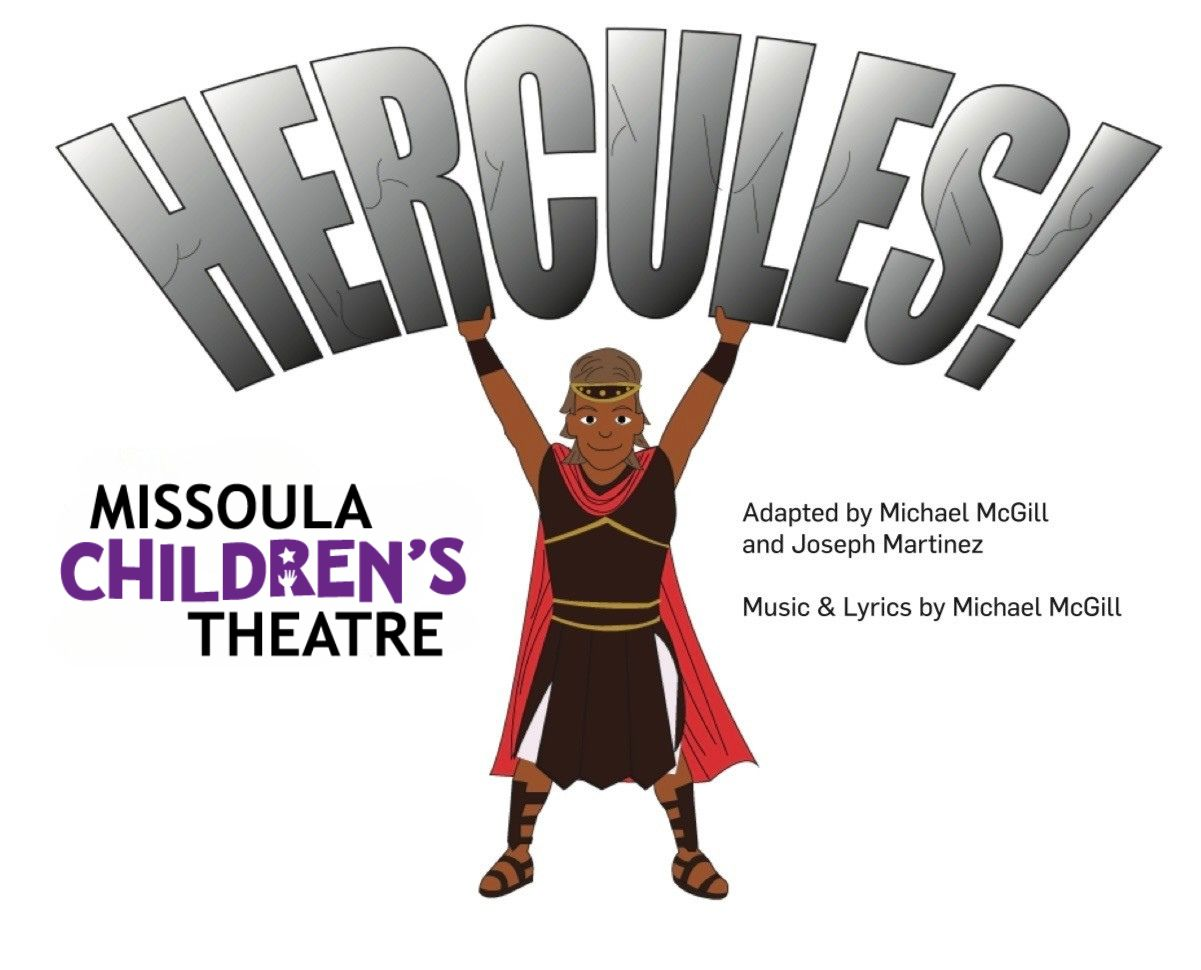 HERCULES!
MISSOULA
CHILDREN'S
THEATRE
Adapted by Michael McGill
and Joseph Martinez
Music & Lyrics by Michael McGill